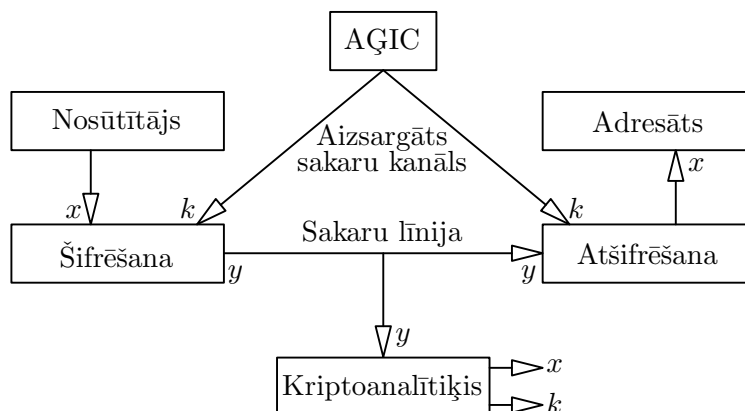 AĢIC
Nosūtītājs
Adresāts
Aizsargāts
sakaru kanāls
x
k
k
x
Sakaru līnija
Šifrēšana
Atšifrēšana
y
y
y
Kriptoanalītiķis
x
k